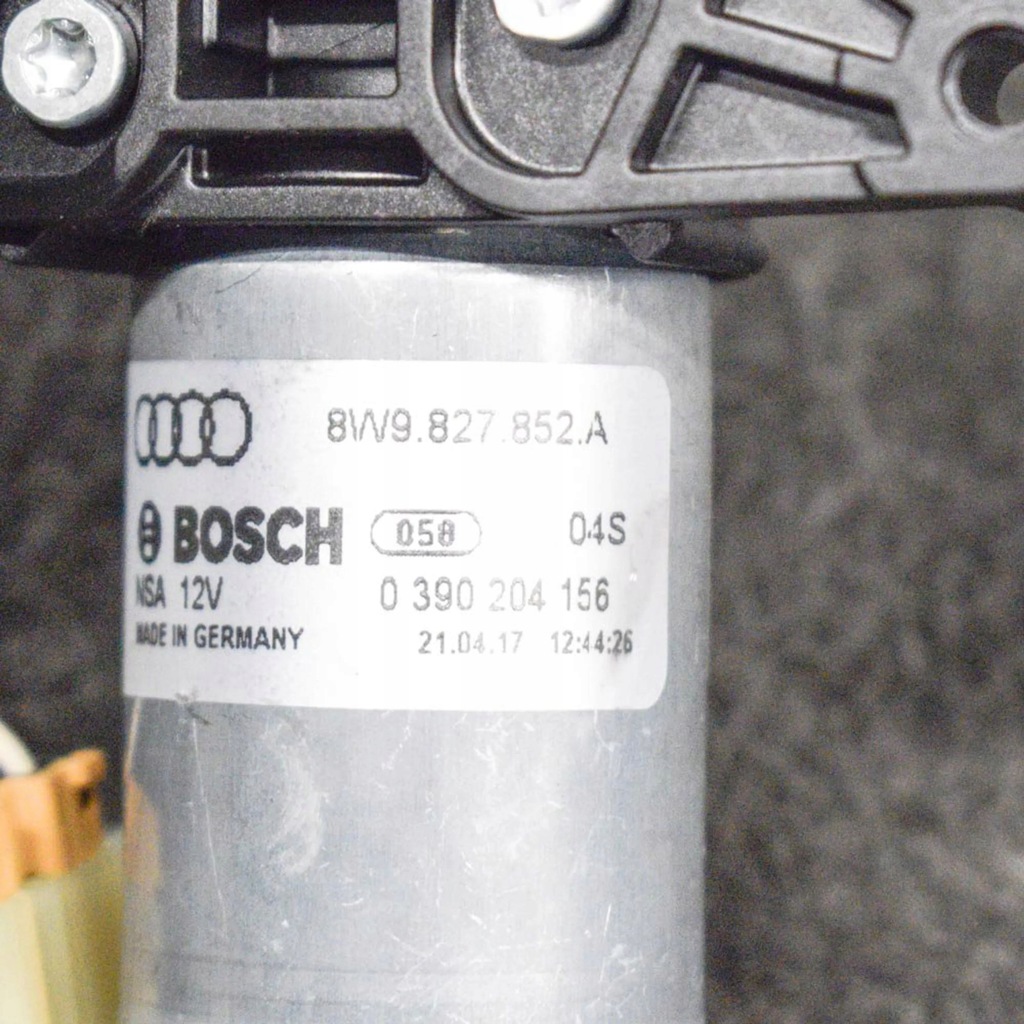 8W9.827.852.A
BOSCH 058 04S
NSA 12V 0 390 204 156
MADE IN GERMANY 21.04.17 12:44:26